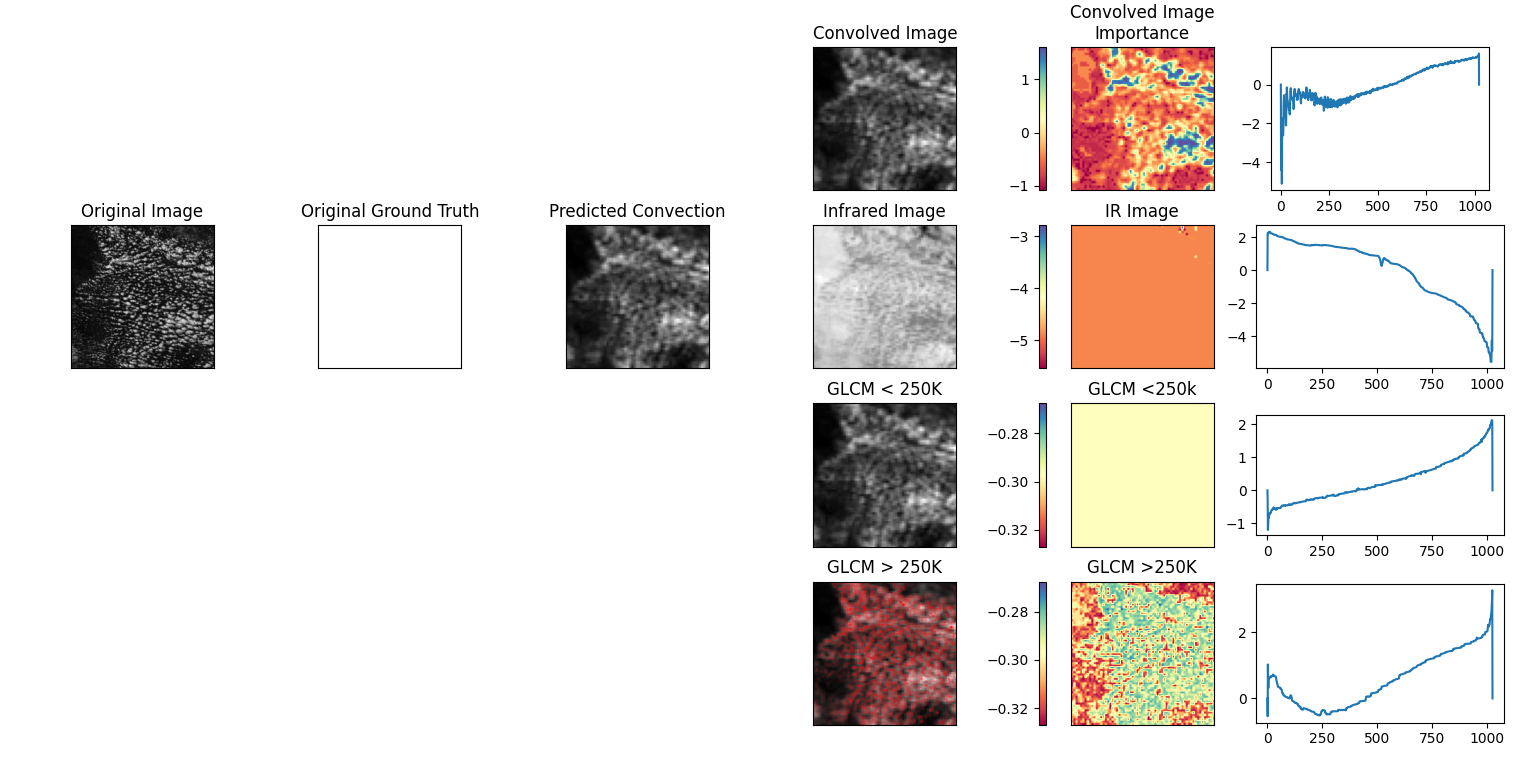 Convolved Image
Convolved Image
Importance
1
0
−1
0
−2
−4
0 250 500 750 1000
Original Image
Original Ground Truth
Predicted Convection
Infrared Image
IR Image
−3
−4
−5
2
0
−2
−4
0 250 500 750 1000
GLCM < 250K
GLCM <250k
−0.28
−0.30
−0.32
2
1
0
−1
0 250 500 750 1000
GLCM > 250K
GLCM >250K
−0.28
−0.30
−0.32
2
0
0 250 500 750 1000